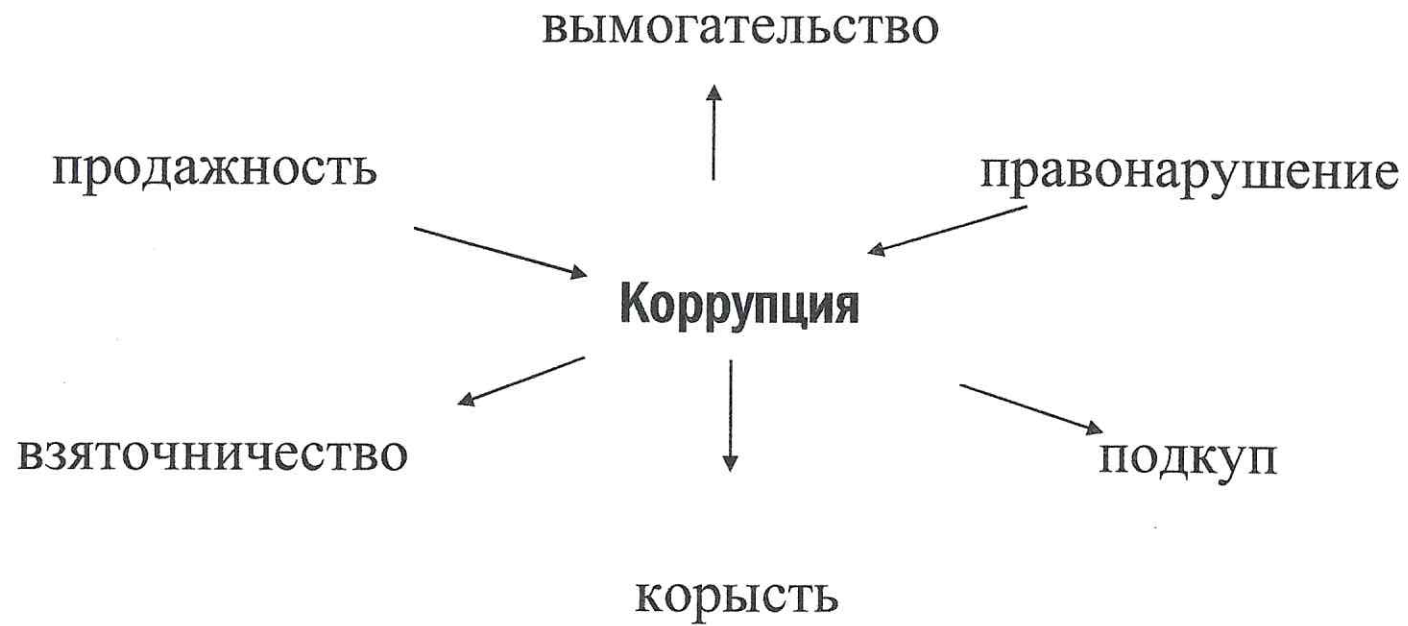 вымогательство
продажность
правонарушение
Коррупция
взяточничество
подкуп
корысть